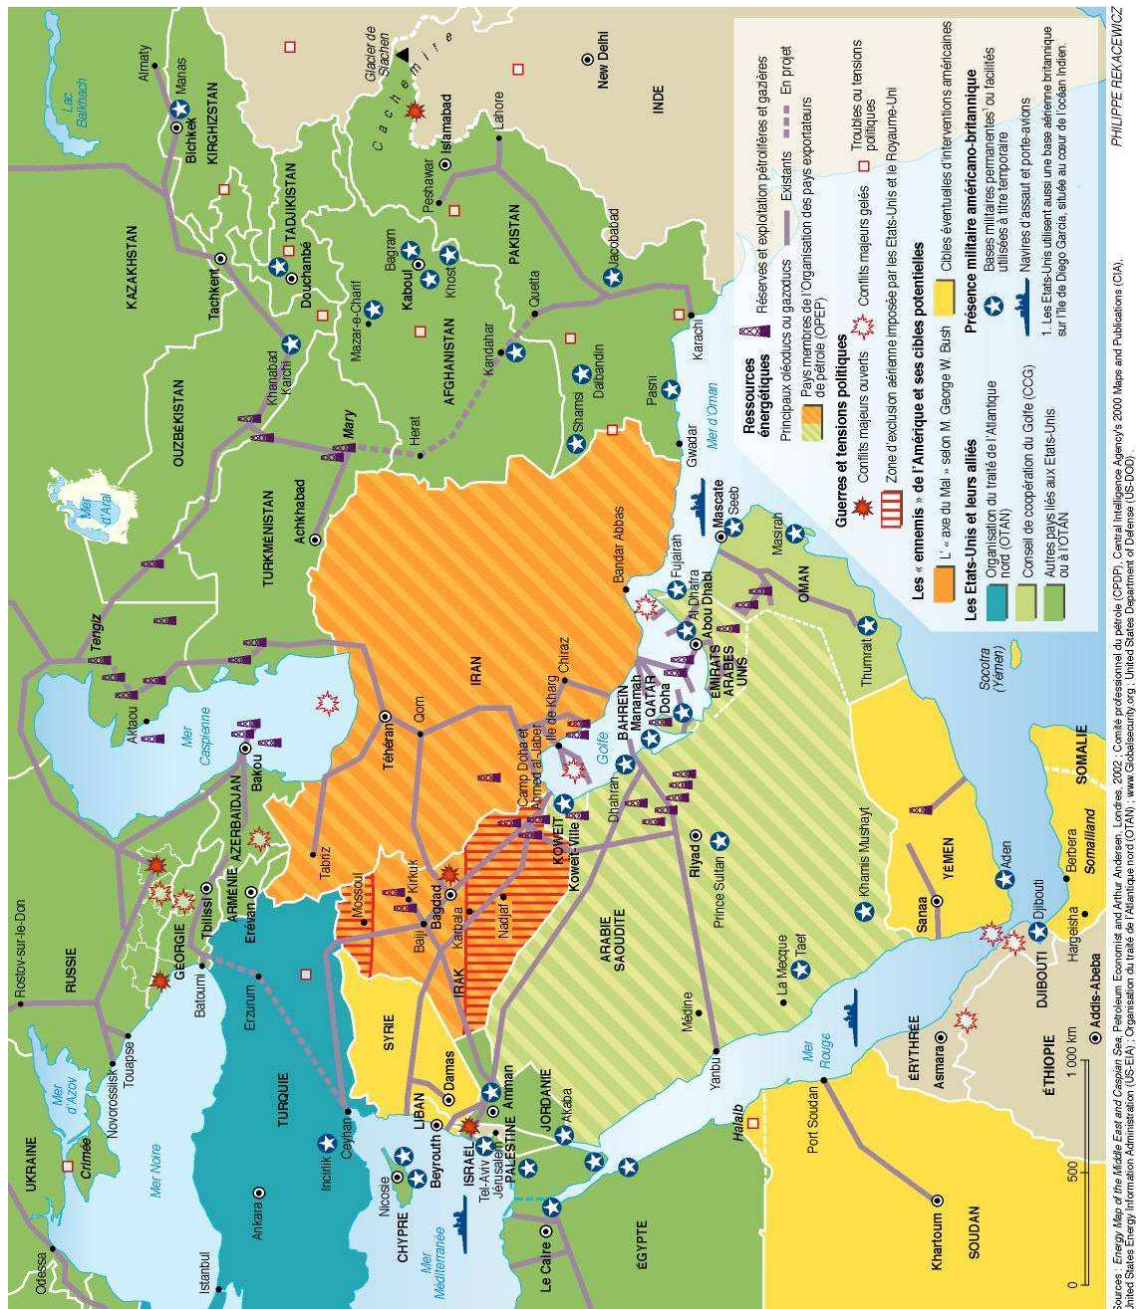 UKRAINE
Odessa
Crimée
Mer
d'Azov
Rostov-sur-le-Don
RUSSIE
Novorossiisk
Touapse
Mer Noire
Istanbul
Ankara
TURQUIE
Incirlik
Ceyhan
Erzurum
Batoumi
GÉORGIE
Tbilissi
ARMÉNIE
Erevan
AZERBAÏDJAN
Bakou
Mer
Caspienne
Aktaou
Tengiz
Mer
d'Aral
KAZAKHSTAN
Lac
Balkhach
Almaty
Bichkek
Manas
KIRGHIZSTAN
OUZBÉKISTAN
Tachkent
TADJIKISTAN
Douchanbé
Khanabad
Karchi
TURKMÉNISTAN
Achkhabad
Mary
Mazar-e-Charif
Bagram
Kaboul
Khost
AFGHANISTAN
Herat
Kandahar
Glacier de
Siachen
Cachemire
Islamabad
Peshawar
Lahore
PAKISTAN
Quetta
Jacobabad
Shamsi
Dalbandin
Pasni
Gwadar
Karachi
Mer d'Oman
New Delhi
INDE
Nicosie
CHYPRE
Mer
Méditerranée
SYRIE
LIBAN
Beyrouth
Damas
ISRAËL
Tel-Aviv
Jérusalem
PALESTINE
Amman
JORDANIE
Akaba
Le Caire
ÉGYPTE
Mossoul
Kirkuk
Baiji
Bagdad
Karbala
Nadjaf
IRAK
Tabriz
Téhéran
Qom
IRAN
Camp Doha et
Ahmed al-Jaber
Ile de Kharg
Chiraz
Bandar Abbas
KOWEÏT
Koweït-Ville
Golfe
Dhahran
BAHREÏN
Manamah
QATAR
Doha
ÉMIRATS
ARABES
UNIS
Al Dhafra
Abou Dhabi
Fujairah
Mascate
Seeb
Masirah
OMAN
Thumrait
ARABIE
SAOUDITE
Riyad
Prince Sultan
Médine
La Mecque
Taef
Yanbu
Khamis Mushayt
Mer
Rouge
Halaïb
Port Soudan
Khartoum
SOUDAN
ÉRYTHRÉE
Asmara
ÉTHIOPIE
Addis-Abeba
DJIBOUTI
Djibouti
YÉMEN
Sanaa
Aden
Socotra
(Yémen)
SOMALIE
Somaliland
Berbera
Hargeisha
0 500 1 000 km
Ressources
énergétiques
Réserves et exploitation pétrolifères et gazières
Principaux oléoducs ou gazoducs Existants En projet
Pays membres de l'Organisation des pays exportateurs
de pétrole (OPEP)
Guerres et tensions politiques
Conflits majeurs ouverts Conflits majeurs gelés Troubles ou tensions
politiques
Zone d'exclusion aérienne imposée par les Etats-Unis et le Royaume-Uni
Les « ennemis » de l'Amérique et ses cibles potentielles
L' « axe du Mal » selon M. George W. Bush Cibles éventuelles d'interventions américaines
Les Etats-Unis et leurs alliés
Organisation du traité de l'Atlantique
nord (OTAN)
Conseil de coopération du Golfe (CCG)
Autres pays liés aux Etats-Unis
ou à l'OTAN
Présence militaire américano-britannique
Bases militaires permanentes¹ ou facilités
utilisées à titre temporaire
Navires d'assaut et porte-avions
1. Les Etats-Unis utilisent aussi une base aérienne britannique
sur l'île de Diego Garcia, située au cœur de l'océan Indien.
PHILIPPE REKACEWICZ
Sources : Energy Map of the Middle East and Caspian Sea, Petroleum Economist and Arthur Andersen, Londres, 2002 ; Comité professionnel du pétrole (CPDP), Central Intelligence Agency's 2000 Maps and Publications (CIA),
United States Energy Information Administration (US-EIA) ; Organisation du traité de l'Atlantique nord (OTAN) ; www.Globalsecurity.org ; United States Department of Defense (US-DOD).